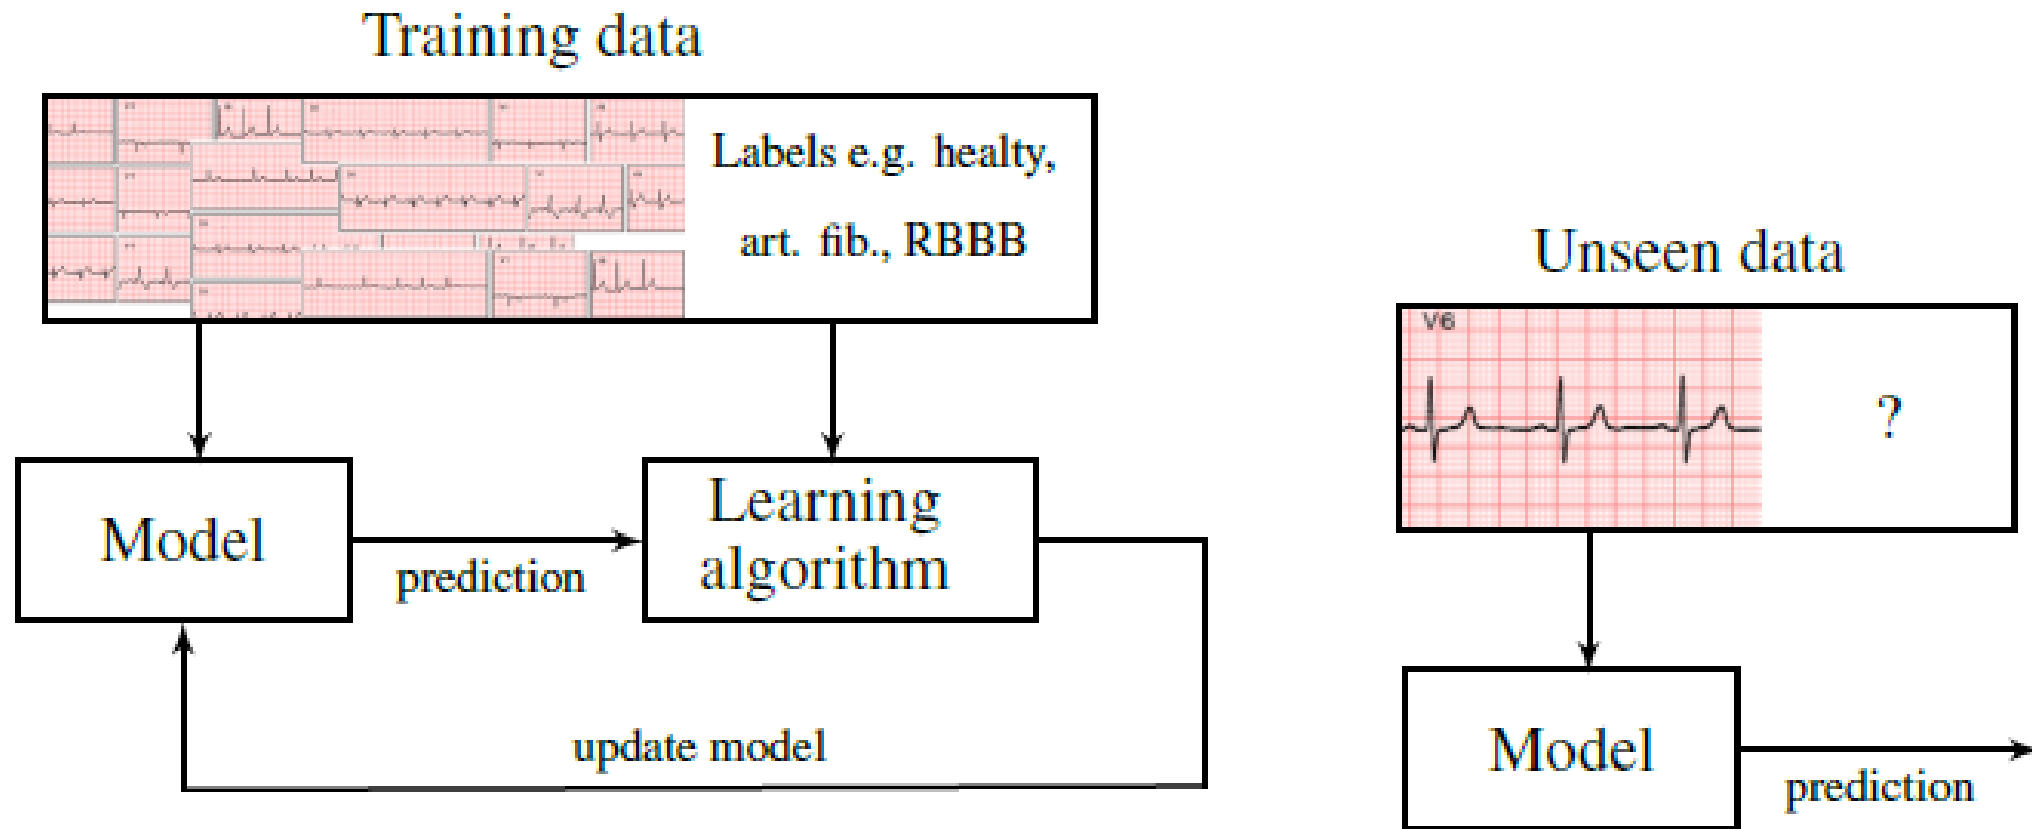 Training data
Labels e.g. healty,
art. fib., RBBB
Model
prediction
Learning
algorithm
update model
Unseen data
V6
?
Model
prediction